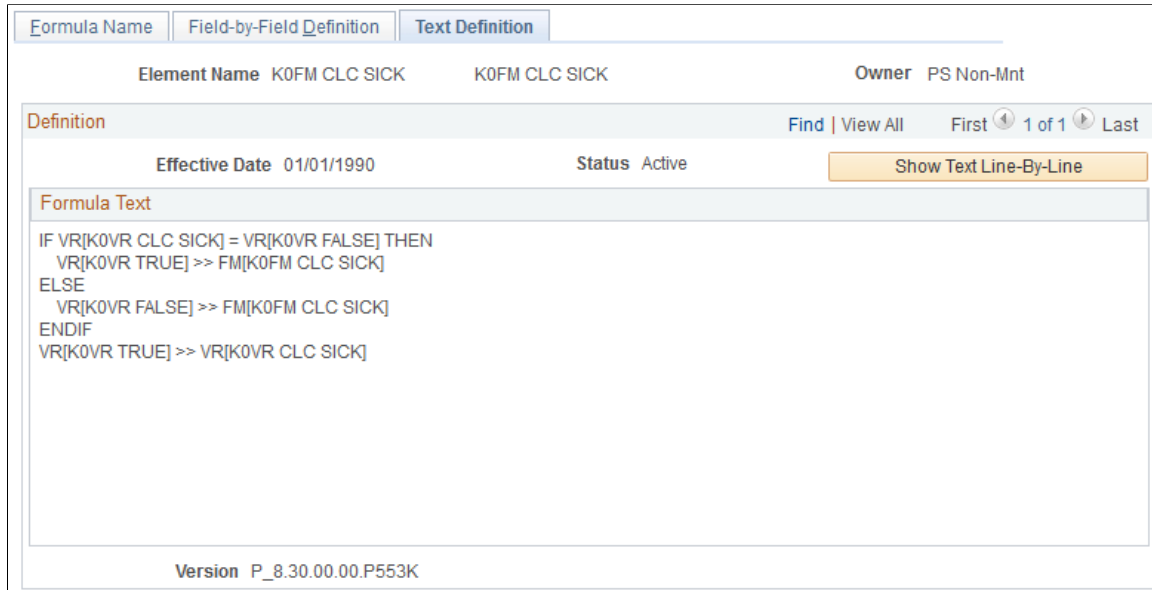 Formula Name Field-by-Field Definition Text Definition
Element Name K0FM CLC SICK K0FM CLC SICK Owner PS Non-Mnt
Definition Find | View All First 1 of 1 Last
Effective Date 01/01/1990 Status Active Show Text Line-By-Line
Formula Text
IF VR[K0VR CLC SICK] = VR[K0VR FALSE] THEN
VR[K0VR TRUE] >> FM[K0FM CLC SICK]
ELSE
VR[K0VR FALSE] >> FM[K0FM CLC SICK]
ENDIF
VR[K0VR TRUE] >> VR[K0VR CLC SICK]
Version P_8.30.00.00.P553K